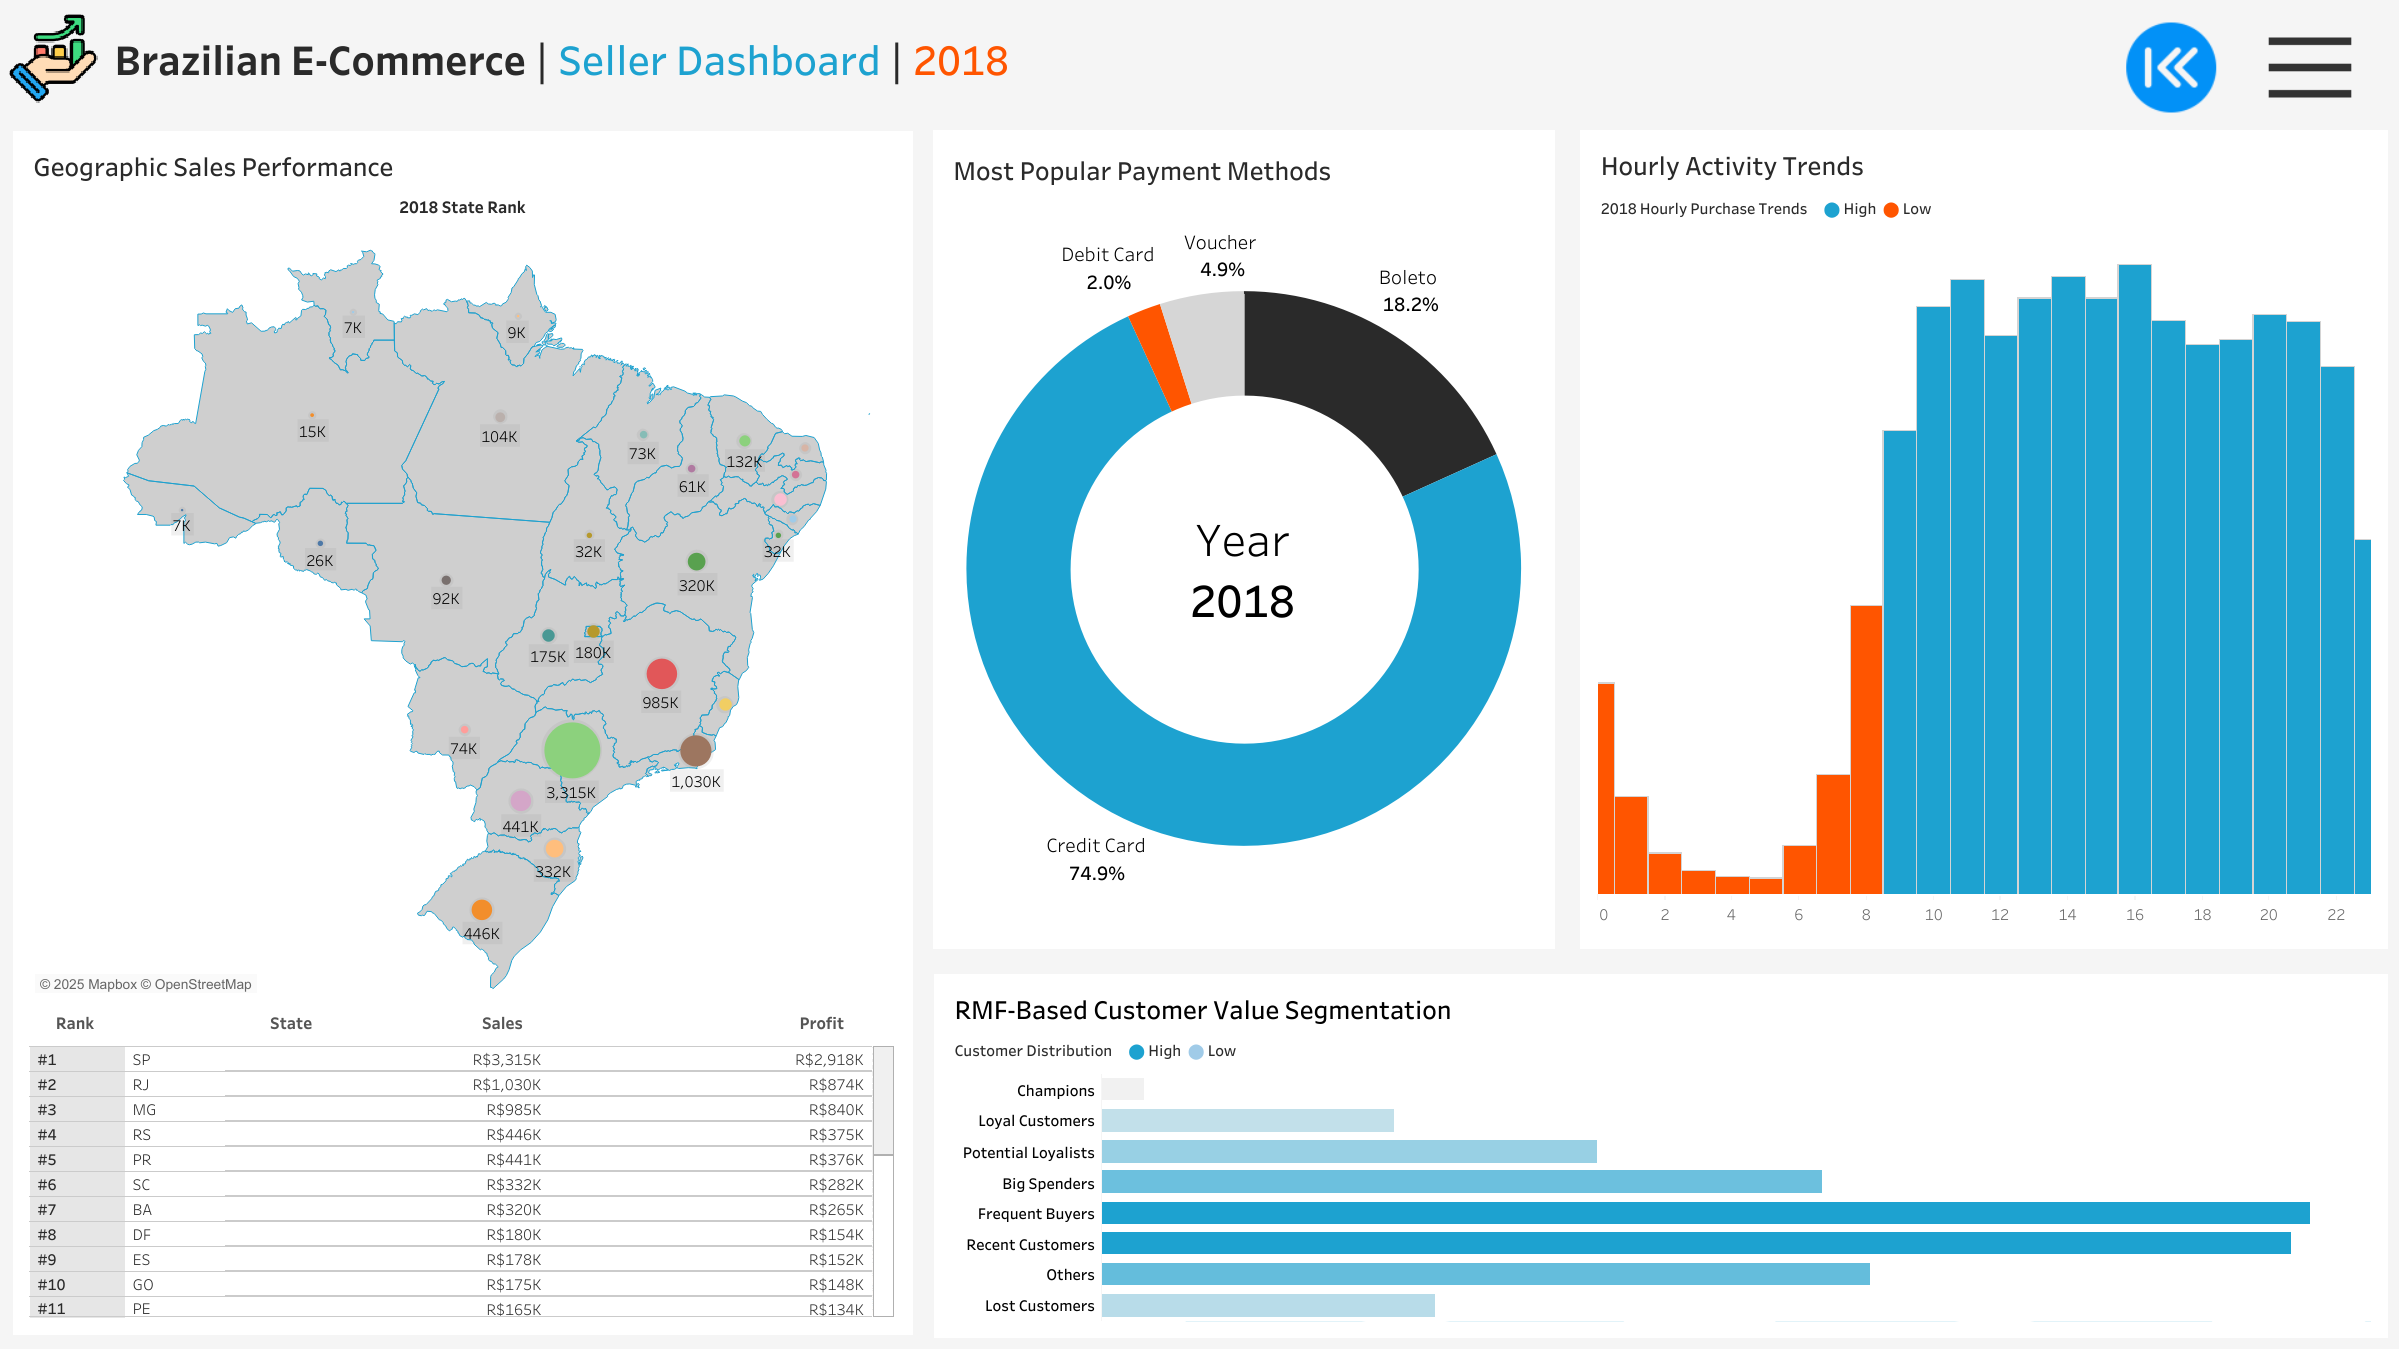 Brazilian E-Commerce | Seller Dashboard | 2018
Geographic Sales Performance
2018 State Rank
7K
9K
15K
104K
73K
132K
61K
7K
26K
32K
32K
92K
320K
175K
180K
985K
74K
3,315K
1,030K
441K
332K
446K
© 2025 Mapbox © OpenStreetMap
Rank State Sales Profit
#1 SP R$3,315K R$2,918K
#2 RJ R$1,030K R$874K
#3 MG R$985K R$840K
#4 RS R$446K R$375K
#5 PR R$441K R$376K
#6 SC R$332K R$282K
#7 BA R$320K R$265K
#8 DF R$180K R$154K
#9 ES R$178K R$152K
#10 GO R$175K R$148K
#11 PE R$165K R$134K
Most Popular Payment Methods
Debit Card
2.0%
Voucher
4.9%
Boleto
18.2%
Year
2018
Credit Card
74.9%
Hourly Activity Trends
2018 Hourly Purchase Trends High Low
0 2 4 6 8 10 12 14 16 18 20 22
RMF-Based Customer Value Segmentation
Customer Distribution High Low
Champions
Loyal Customers
Potential Loyalists
Big Spenders
Frequent Buyers
Recent Customers
Others
Lost Customers